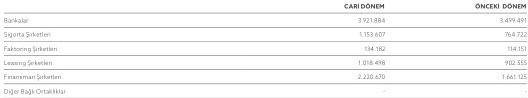 CARİ DÖNEM ÖNCEKİ DÖNEM
Bankalar 3.921.884 3.499.491
Sigorta Şirketleri 1.153.607 764.722
Faktoring Şirketleri 134.182 114.151
Leasing Şirketleri 1.018.498 902.555
Finansman Şirketleri 2.220.670 1.661.125
Diğer Bağlı Ortaklıklar - -